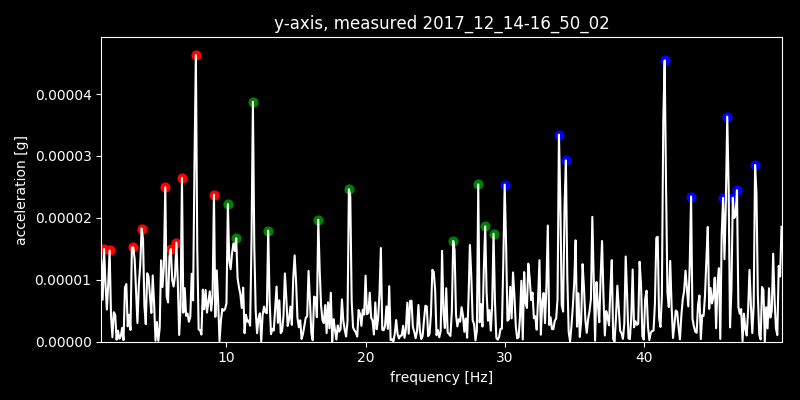 y-axis, measured 2017_12_14-16_50_02
0.00004
0.00003
0.00002
0.00001
0.00000
acceleration [g]
10 20 30 40
frequency [Hz]